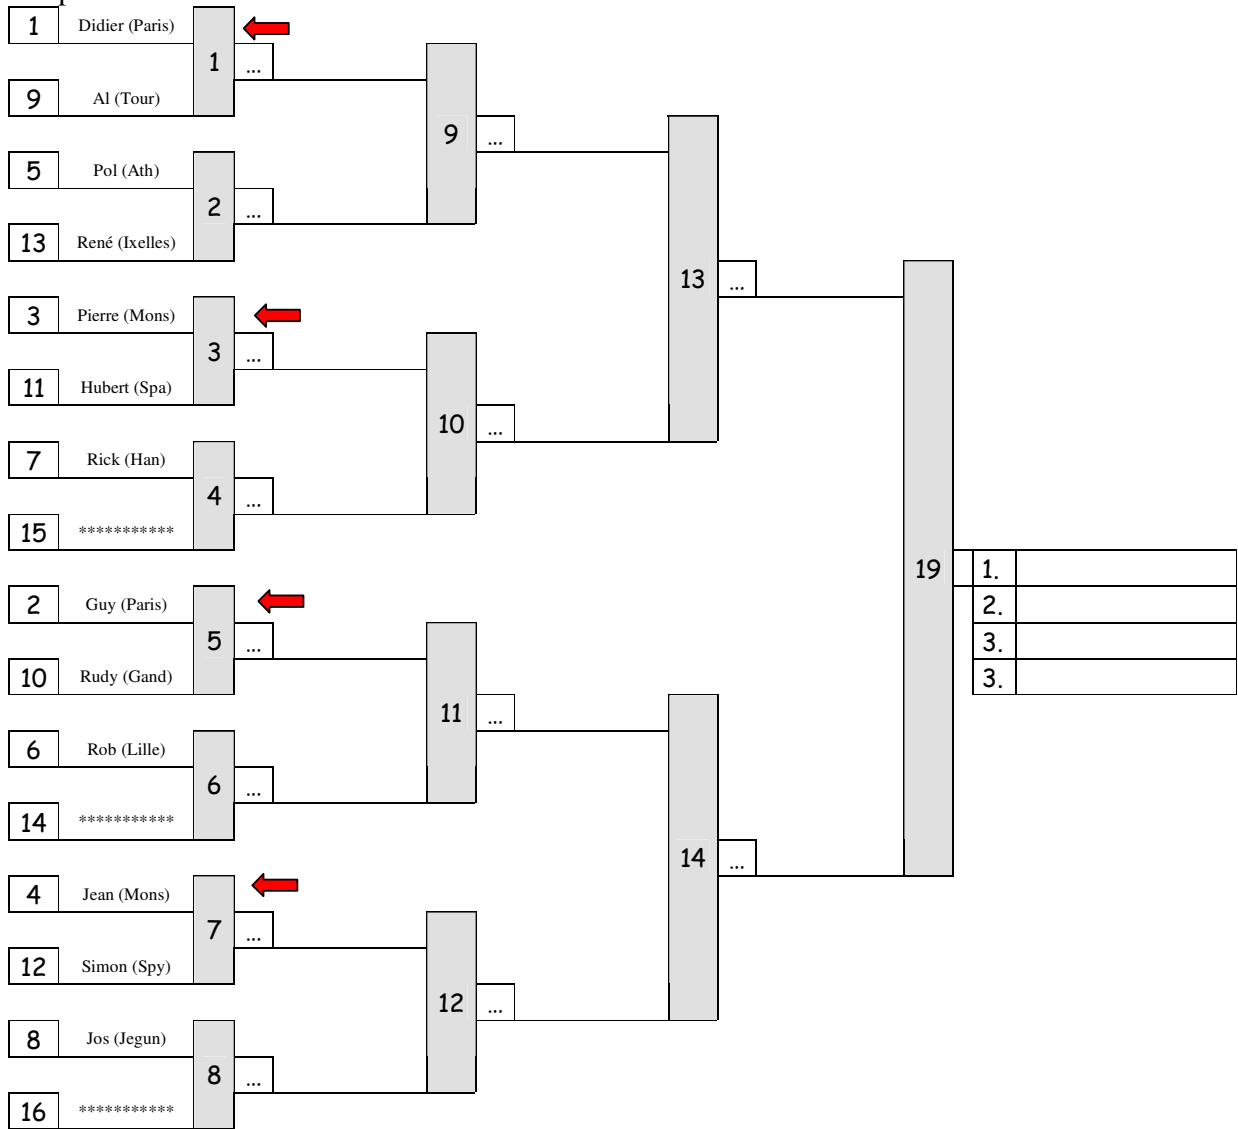 1 Didier (Paris)
1
...
9 Al (Tour)
9
...
5 Pol (Ath)
2
...
13 René (Ixelles)
13
...
3 Pierre (Mons)
3
...
11 Hubert (Spa)
10
...
7 Rick (Han)
4
...
15 ***********
19
1.
2.
3.
3.
2 Guy (Paris)
5
...
10 Rudy (Gand)
11
...
6 Rob (Lille)
6
...
14 ***********
14
...
4 Jean (Mons)
7
...
12 Simon (Spy)
12
...
8 Jos (Jegun)
8
...
16 ***********